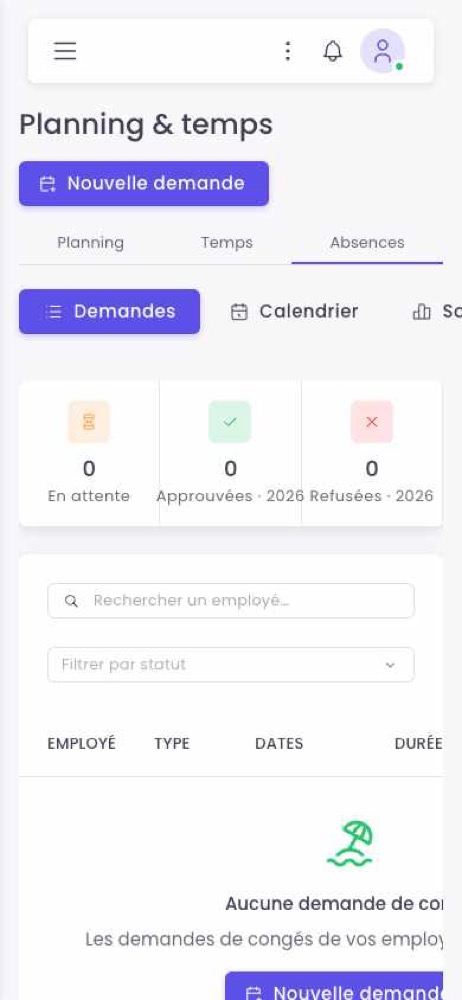 Planning & temps
Nouvelle demande
Planning Temps Absences
Demandes Calendrier
0 0 0
En attente Approuvées · 2026 Refusées · 2026
Rechercher un employé...
Filtrer par statut
EMPLOYÉ TYPE DATES DURÉE
Aucune demande de
Les demandes de congés de vos
Nouvelle demande